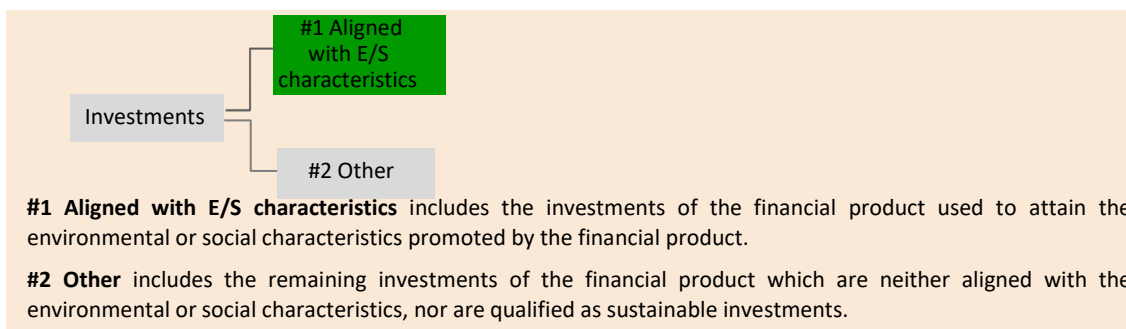 #1 Aligned
with E/S
characteristics
Investments
#2 Other
#1 Aligned with E/S characteristics includes the investments of the financial product used to attain the
environmental or social characteristics promoted by the financial product.
#2 Other includes the remaining investments of the financial product which are neither aligned with the
environmental or social characteristics, nor are qualified as sustainable investments.